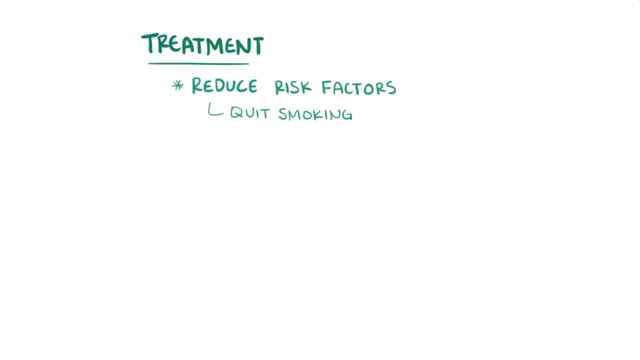 TREATMENT
* REDUCE RISK FACTORS
QUIT SMOKING